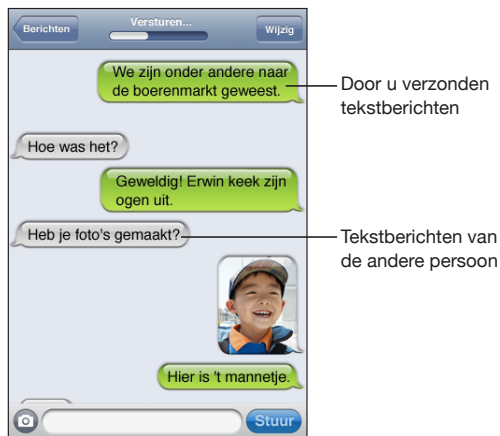 Berichten
Versturen...
Wijzig
We zijn onder andere naar
de boerenmarkt geweest.
Door u verzonden
tekstberichten
Hoe was het?
Geweldig! Erwin keek zijn
ogen uit.
Heb je foto's gemaakt?
Tekstberichten van
de andere persoon
Hier is 't mannetje.
Stuur